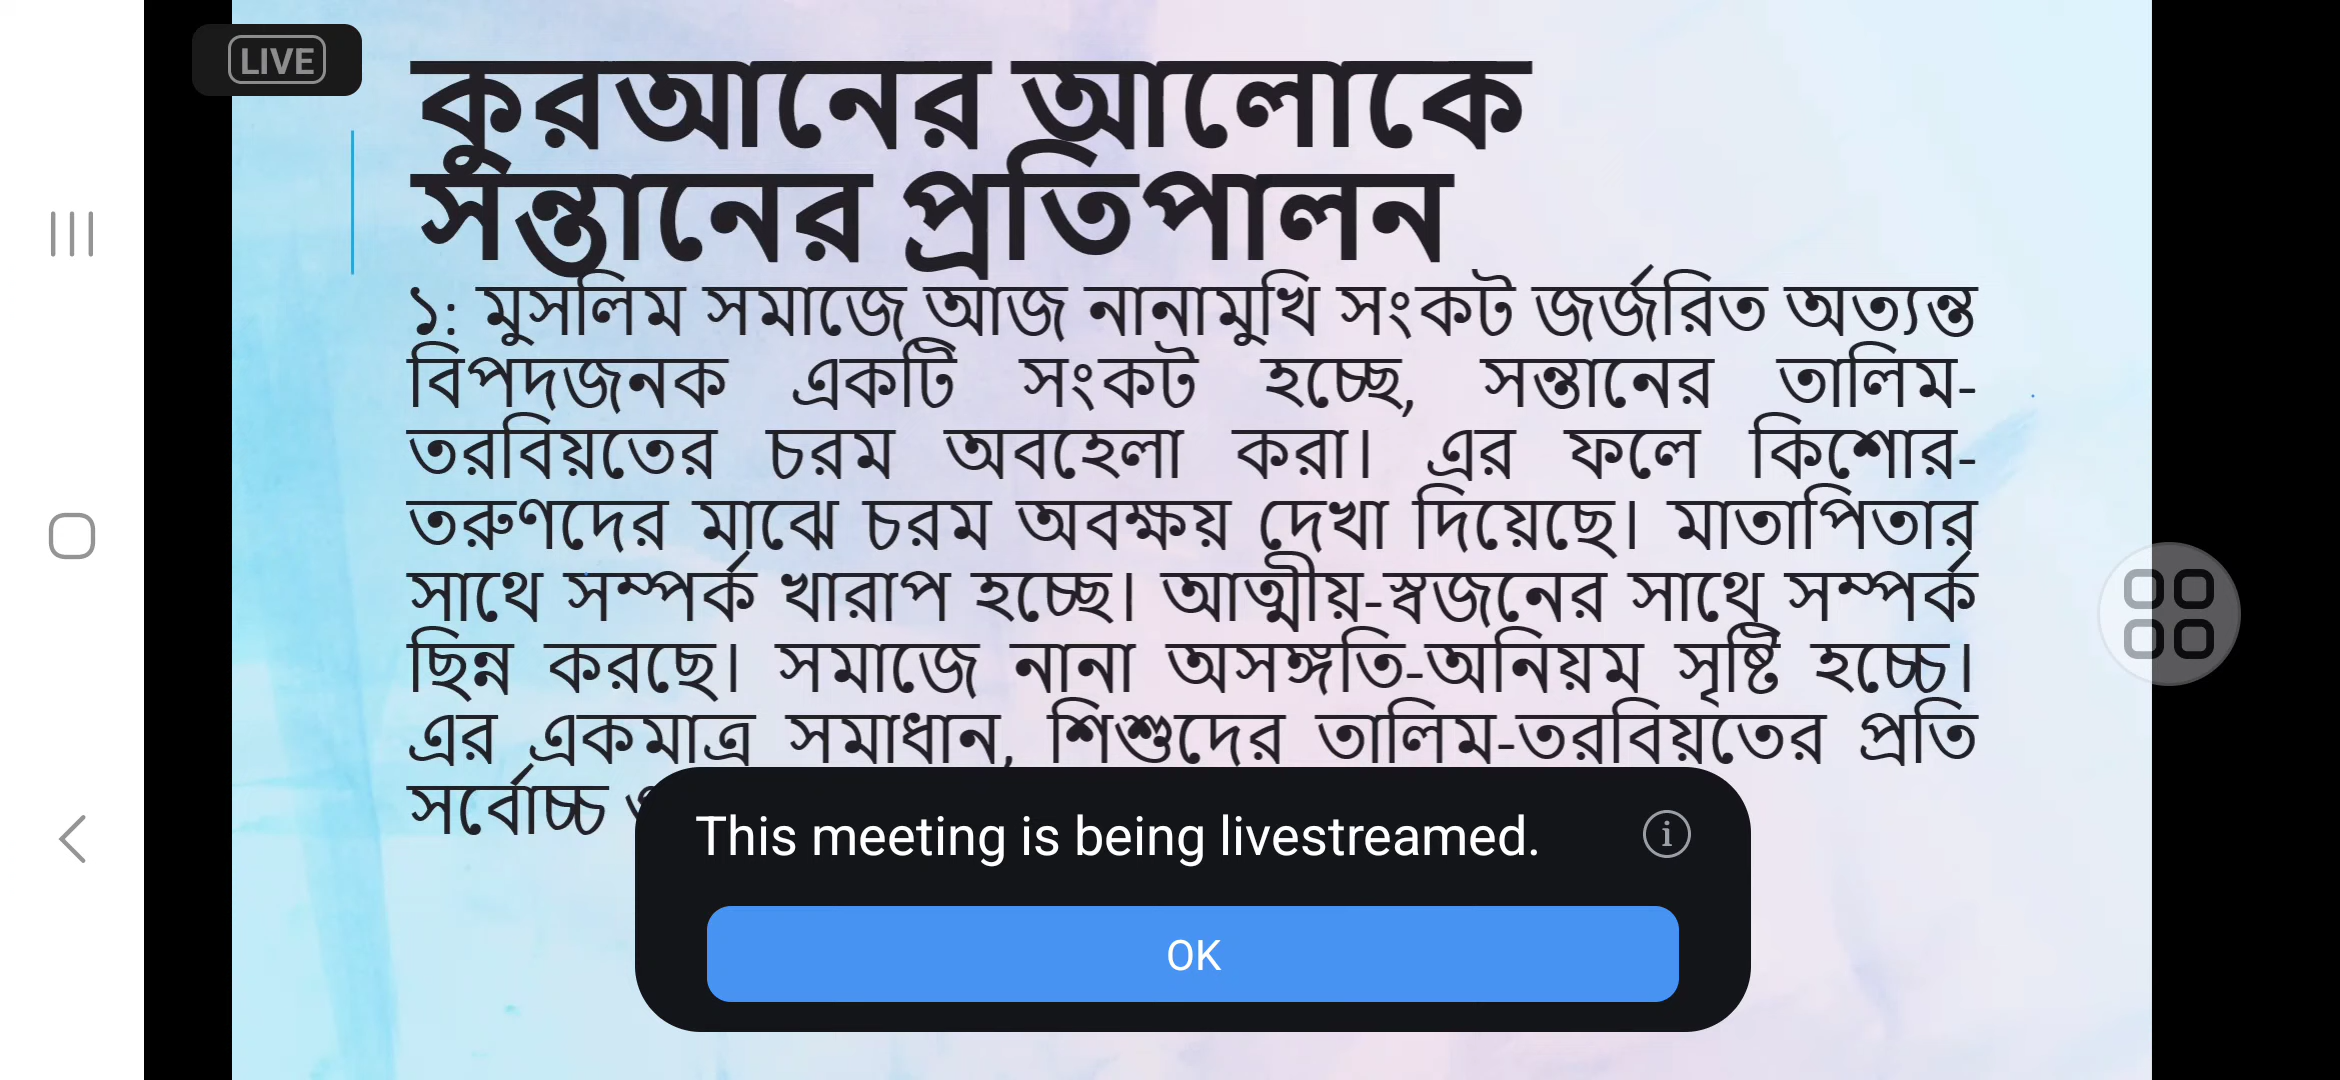 LIVE
কুরআনের আলোকে
সন্তানের প্রতিপালন
১: মুসলিম সমাজে আজ নানামুখি সংকট জর্জরিত অত্যন্ত
বিপদজনক একটি সংকট হচ্ছে, সন্তানের তালিম-
তরবিয়তের চরম অবহেলা করা। এর ফলে কিশোর-
তরুণদের মাঝে চরম অবক্ষয় দেখা দিয়েছে। মাতাপিতার
সাথে সম্পর্ক খারাপ হচ্ছে। আত্মীয়-স্বজনের সাথে সম্পর্ক
ছিন্ন করছে। সমাজে নানা অসঙ্গতি-অনিয়ম সৃষ্টি হচ্চে।
এর একমাত্র সমাধান, শিশুদের তালিম-তরবিয়তের প্রতি
সর্বোচ্চ
This meeting is being livestreamed.
OK